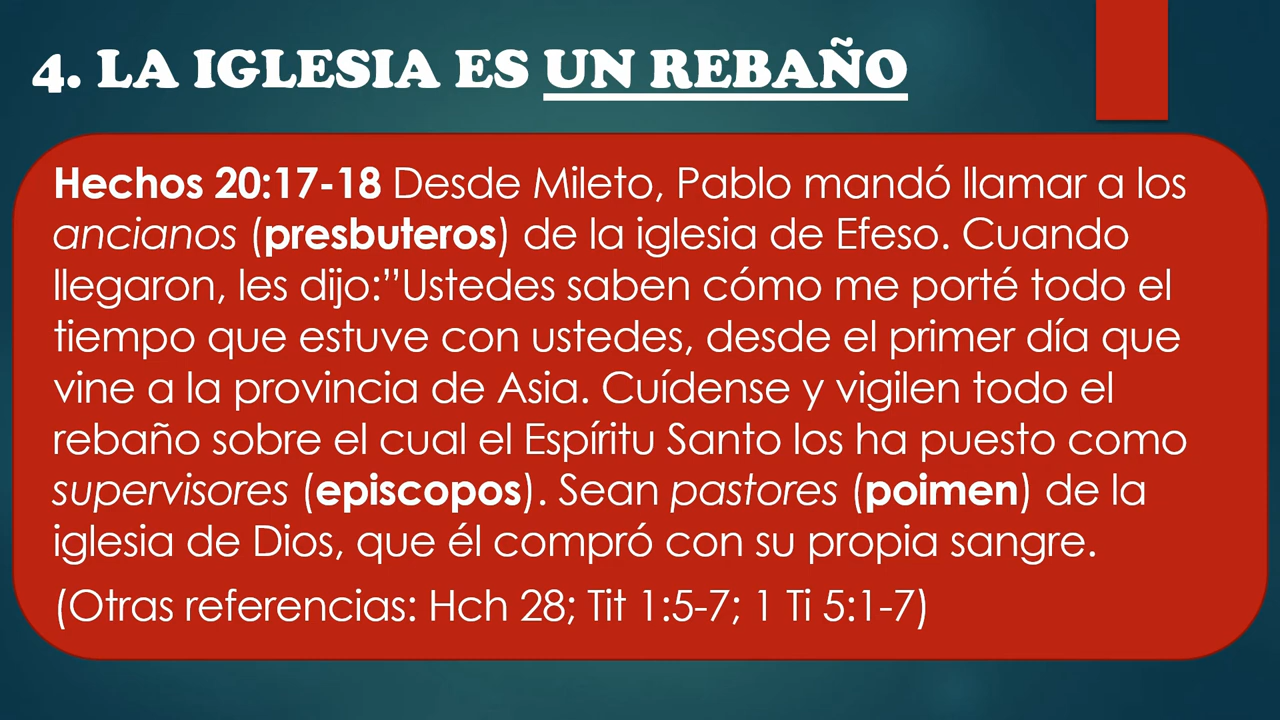 4. LA IGLESIA ES UN REBAÑO
Hechos 20:17-18 Desde Mileto, Pablo mandó llamar a los
ancianos (presbuteros) de la iglesia de Efeso. Cuando
llegaron, les dijo:”Ustedes saben cómo me porté todo el
tiempo que estuve con ustedes, desde el primer día que
vine a la provincia de Asia. Cuídense y vigilen todo el
rebaño sobre el cual el Espíritu Santo los ha puesto como
supervisores (episcopos). Sean pastores (poimen) de la
iglesia de Dios, que él compró con su propia sangre.
(Otras referencias: Hch 28; Tit 1:5-7; 1 Ti 5:1-7)